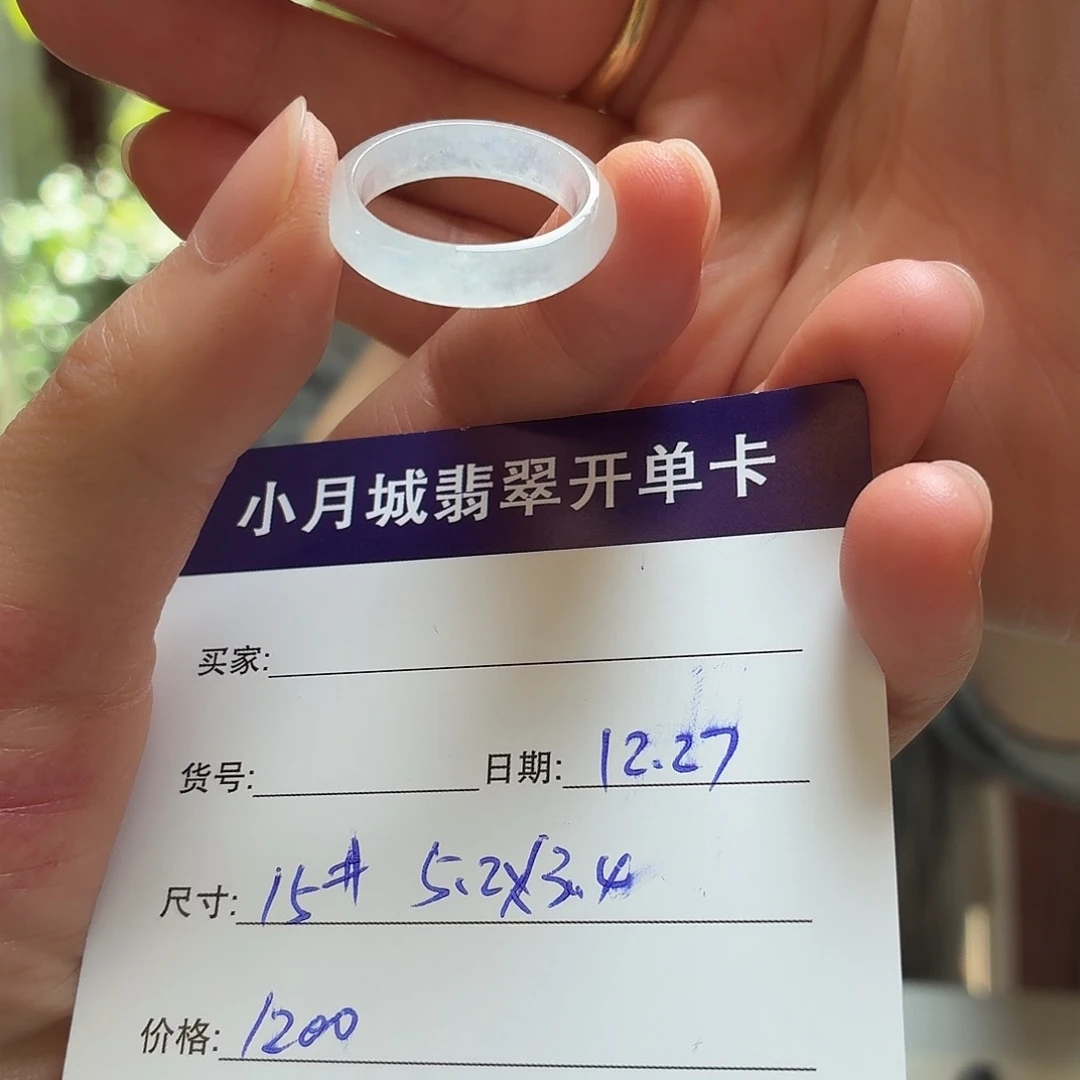 小月城翡翠开单卡
买家:
货号: 日期: 12.27
尺寸: 15# 5.2X3.4
价格: 1200